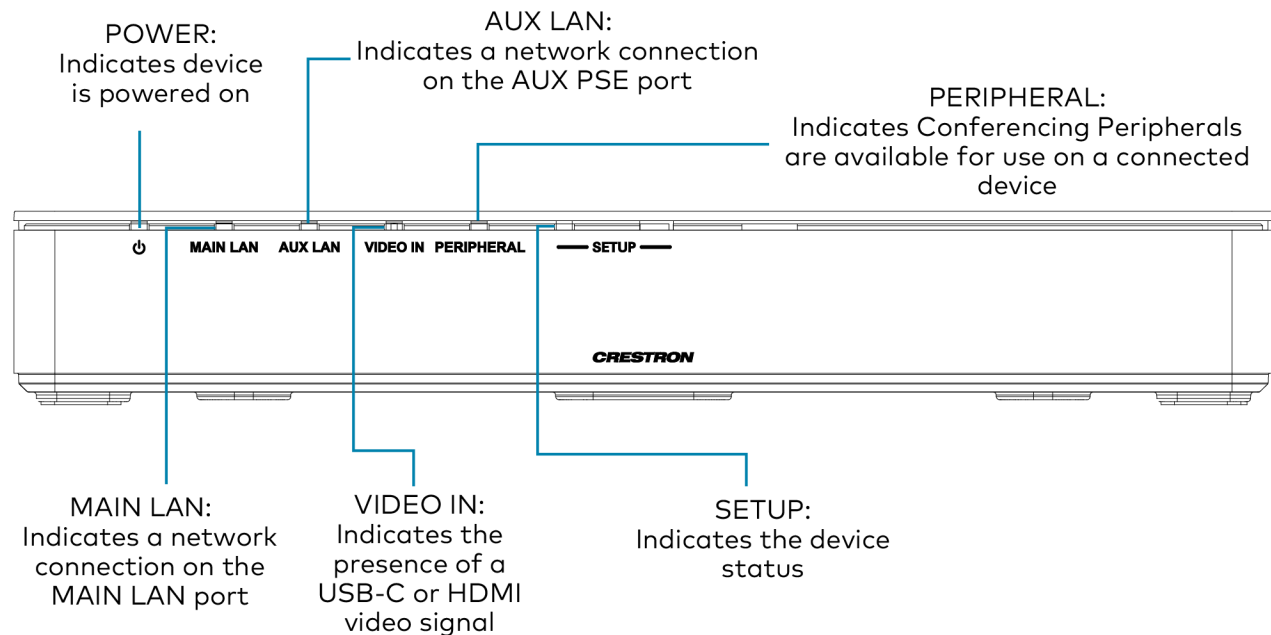 POWER:
Indicates device
is powered on
AUX LAN:
Indicates a network connection
on the AUX PSE port
PERIPHERAL:
Indicates Conferencing Peripherals
are available for use on a connected
device
MAIN LAN
AUX LAN
VIDEO IN
PERIPHERAL
SETUP
CRESTRON
MAIN LAN:
Indicates a network
connection on the
MAIN LAN port
VIDEO IN:
Indicates the
presence of a
USB-C or HDMI
video signal
SETUP:
Indicates the device
status